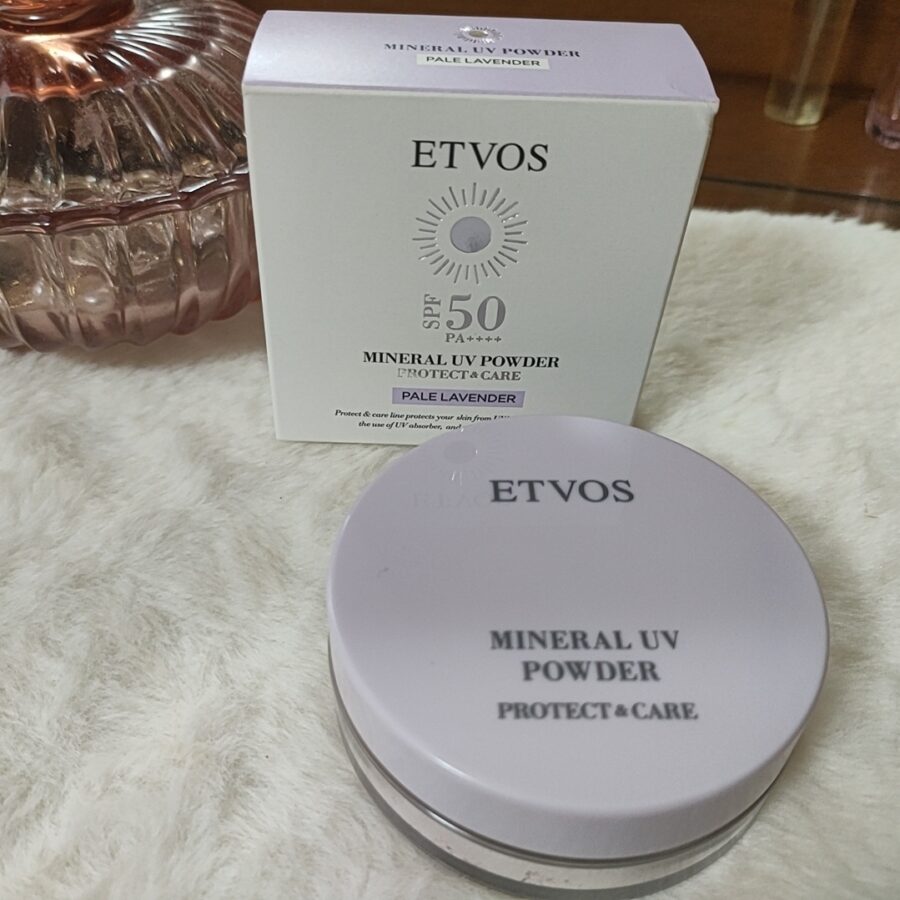 MINERAL UV POWDER
PALE LAVENDER
ETVOS
SPF 50
PA++++
MINERAL UV POWDER
PROTECT & CARE
PALE LAVENDER
Protect & care line protects your skin from
the use of UV absorber, and
ETVOS
MINERAL UV
POWDER
PROTECT & CARE